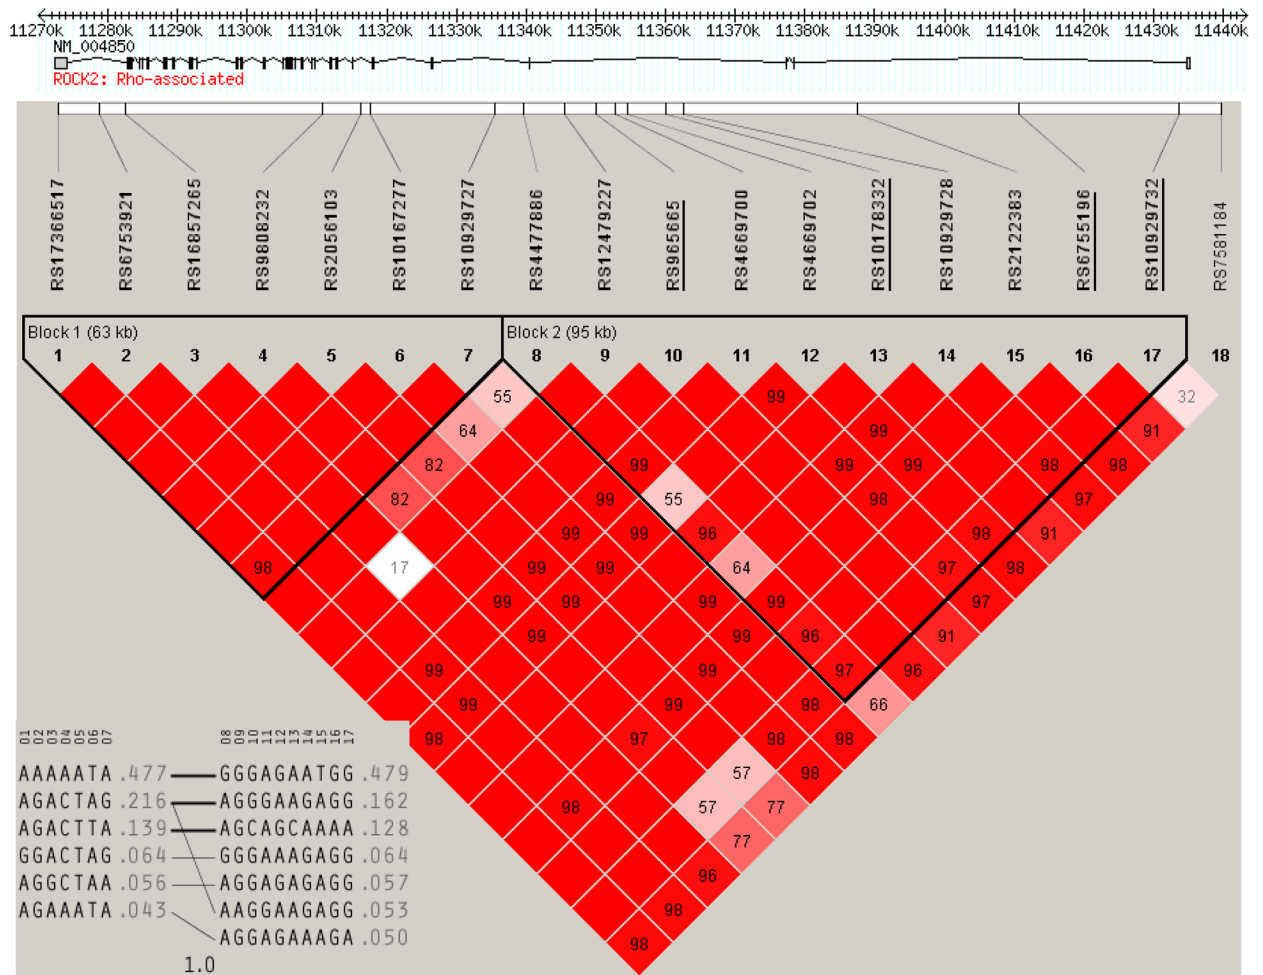 11270k 11280k 11290k 11300k 11310k 11320k 11330k 11340k 11350k 11360k 11370k 11380k 11390k 11400k 11410k 11420k 11430k 11440k
NM_004850
ROCK2: Rho-associated
RS17366517
RS6753921
RS16857265
RS9808232
RS2056103
RS10167277
RS10929727
RS4477886
RS12479227
RS965665
RS4669700
RS4669702
RS10178332
RS10929728
RS2122383
RS6755196
RS10929732
RS7581184
Block 1 (63 kb) Block 2 (95 kb)
1 2 3 4 5 6 7 8 9 10 11 12 13 14 15 16 17 18
55 99 32
64 99 91
82 99 99 99 98 98
82 99 55 98 97
99 99 96 98 91
98 17 99 99 64 97 98
99 99 99 99 97
99 99 96 91
99 99 97 96
99 99 98 66
98 97 98 98
57 98
98 57 77
77
96
98
98
01 02 03 04 05 06 07 08 09 10 11 12 13 14 15 16 17
AAAAATA .477 GGGAGAATGG .479
AGACTAG .216 AGGGAAGAGG .162
AGACTTA .139 AGCAGCAAAA .128
GGACTAG .064 GGGAAAGAGG .064
AGGCTAA .056 AGGAGAGAGG .057
AGAAATA .043 AAGGAAGAGG .053
AGGAGAAAGA .050
1.0